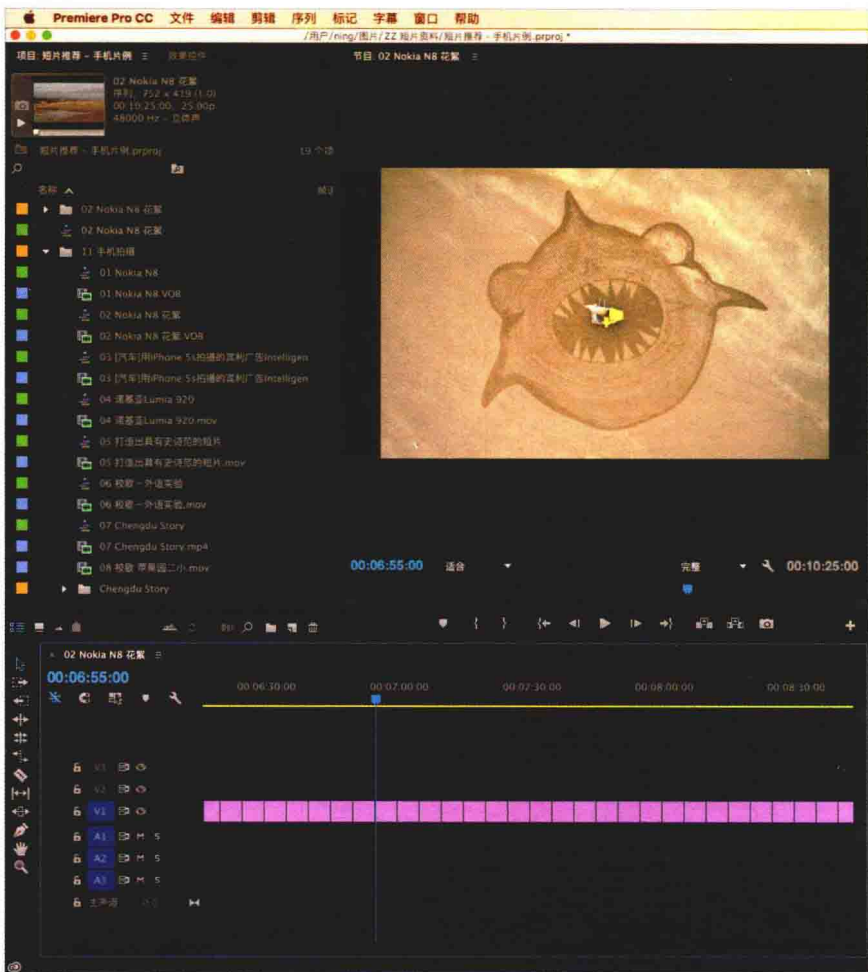 Premiere Pro CC 文件 编辑 剪辑 序列 标记 字幕 窗口 帮助
/用户/ning/图片/ZZ 短片资料/短片推荐 - 手机片例.prproj *
项目: 短片推荐 - 手机片例
效果控件
节目: 02 Nokia N8 花絮
02 Nokia N8 花絮
序列, 752 x 419 (1.0)
00:10:25:00, 25.00p
48000 Hz - 立体声
短片推荐 - 手机片例.prproj
19 个项
名称
02 Nokia N8 花絮
02 Nokia N8 花絮
11 手机拍摄
01 Nokia N8
01 Nokia N8.VOB
02 Nokia N8 花絮
02 Nokia N8 花絮.VOB
03 [汽车]用iPhone 5s拍摄的宾利广告Intelligen
03 [汽车]用iPhone 5s拍摄的宾利广告Intelligen
04 诺基亚Lumia 920
04 诺基亚Lumia 920.mov
05 打造出具有史诗范的短片
05 打造出具有史诗范的短片.mov
06 校歌－外语实验
06 校歌－外语实验.mov
07 Chengdu Story
07 Chengdu Story.mp4
08 校歌 苹果园二小.mov
Chengdu Story
00:06:55:00 适合 完整 00:10:25:00
02 Nokia N8 花絮
00:06:55:00
00:06:30:00 00:07:00:00 00:07:30:00 00:08:00:00 00:08:30:00
V3
V2
V1
A1 M S
A2 M S
A3 M S
主声道